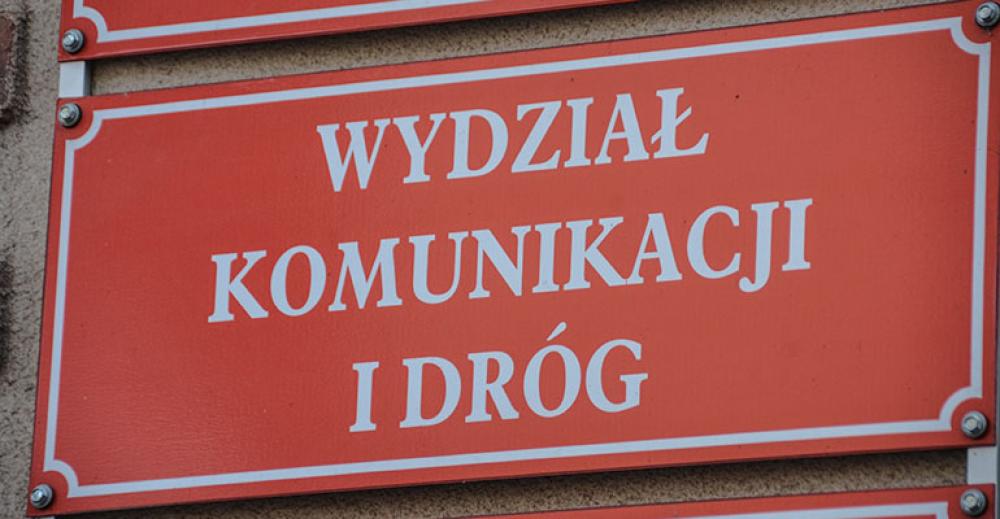 WYDZIAŁ
KOMUNIKACJI
I DRÓG